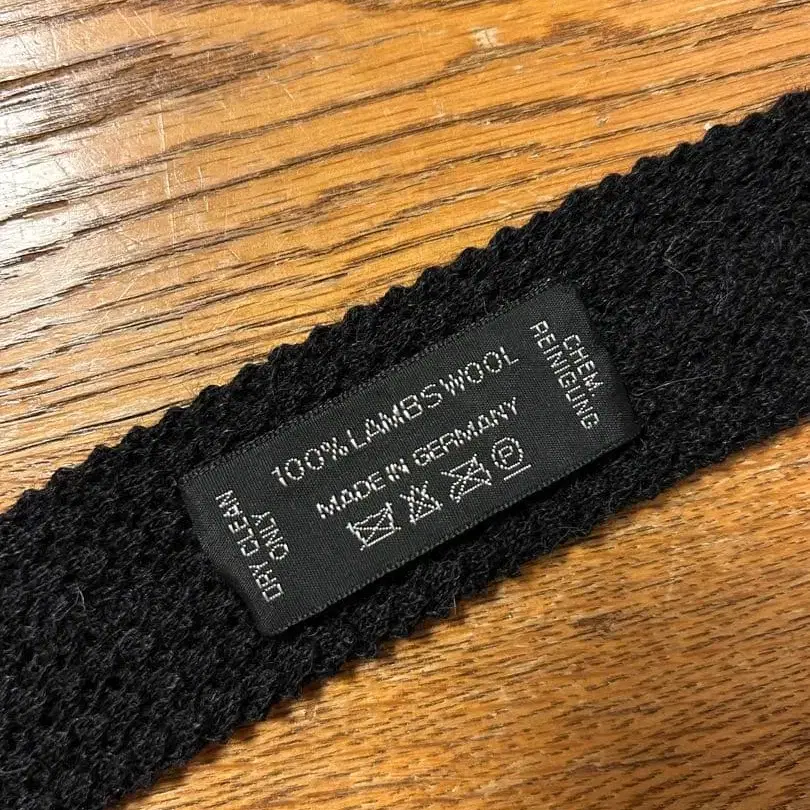 100% LAMBSWOOL
MADE IN GERMANY
P
DRY CLEAN
ONLY
CHEM.
REINIGUNG